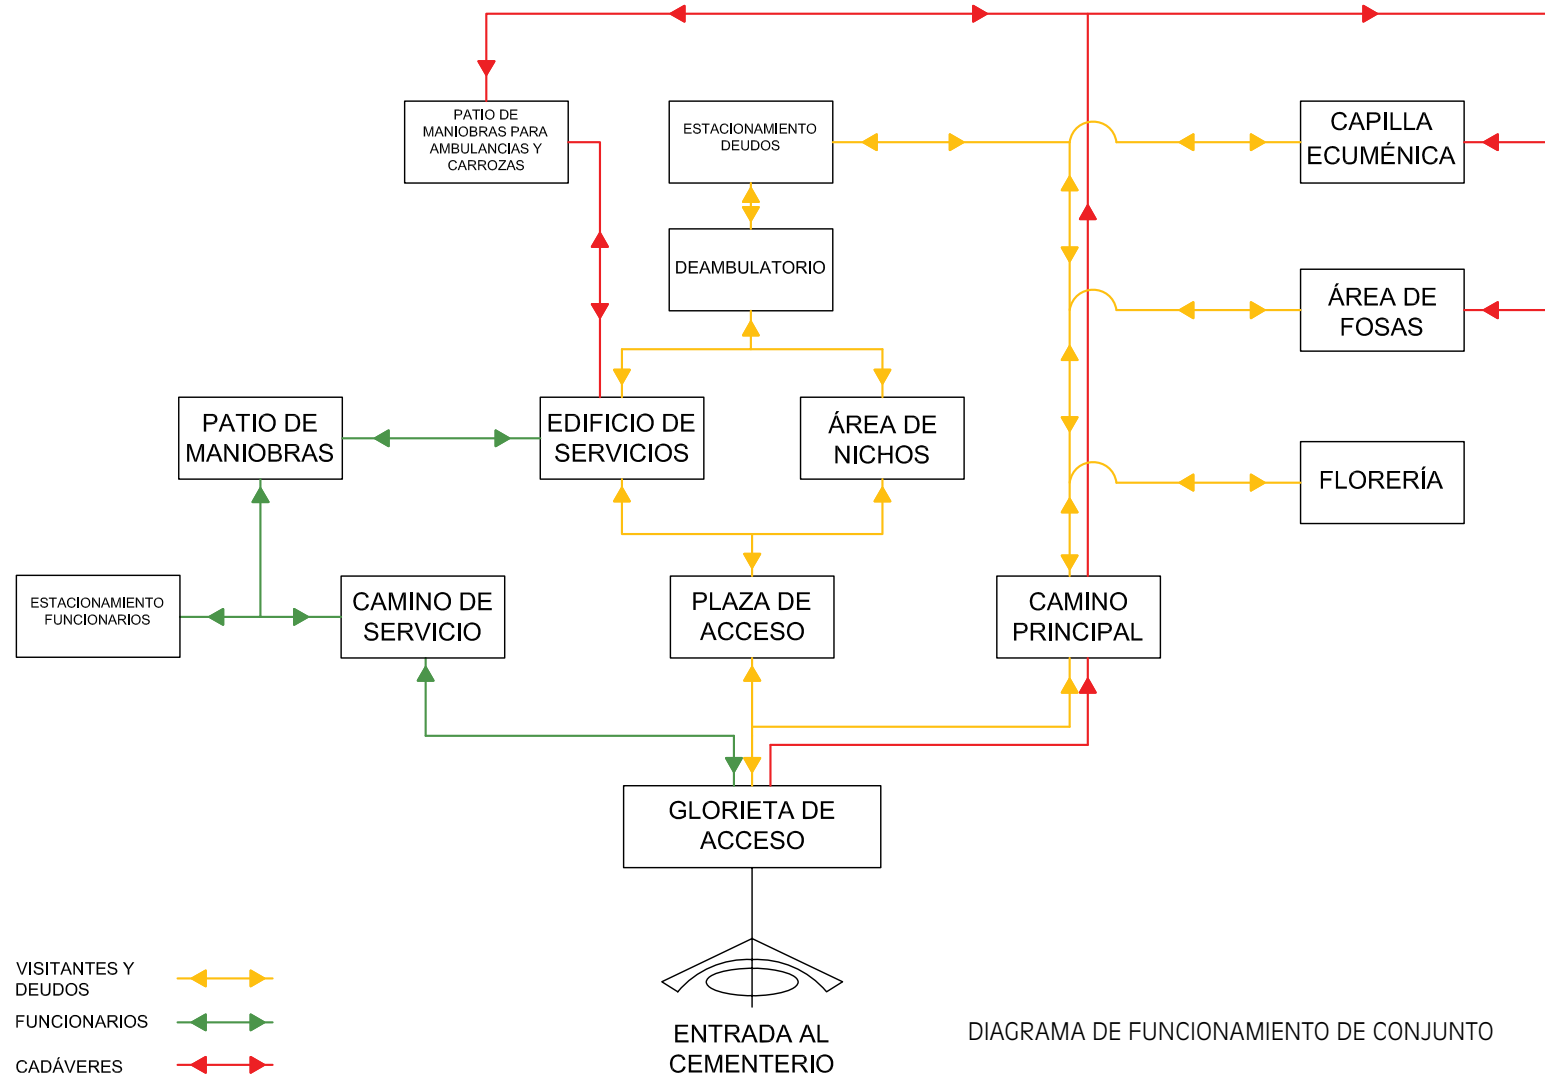 PATIO DE
MANIOBRAS PARA
AMBULANCIAS Y
CARROZAS
ESTACIONAMIENTO
DEUDOS
CAPILLA
ECUMÉNICA
DEAMBULATORIO
ÁREA DE
FOSAS
PATIO DE
MANIOBRAS
EDIFICIO DE
SERVICIOS
ÁREA DE
NICHOS
FLORERÍA
ESTACIONAMIENTO
FUNCIONARIOS
CAMINO DE
SERVICIO
PLAZA DE
ACCESO
CAMINO
PRINCIPAL
GLORIETA DE
ACCESO
VISITANTES Y
DEUDOS
FUNCIONARIOS
CADÁVERES
ENTRADA AL
CEMENTERIO
DIAGRAMA DE FUNCIONAMIENTO DE CONJUNTO